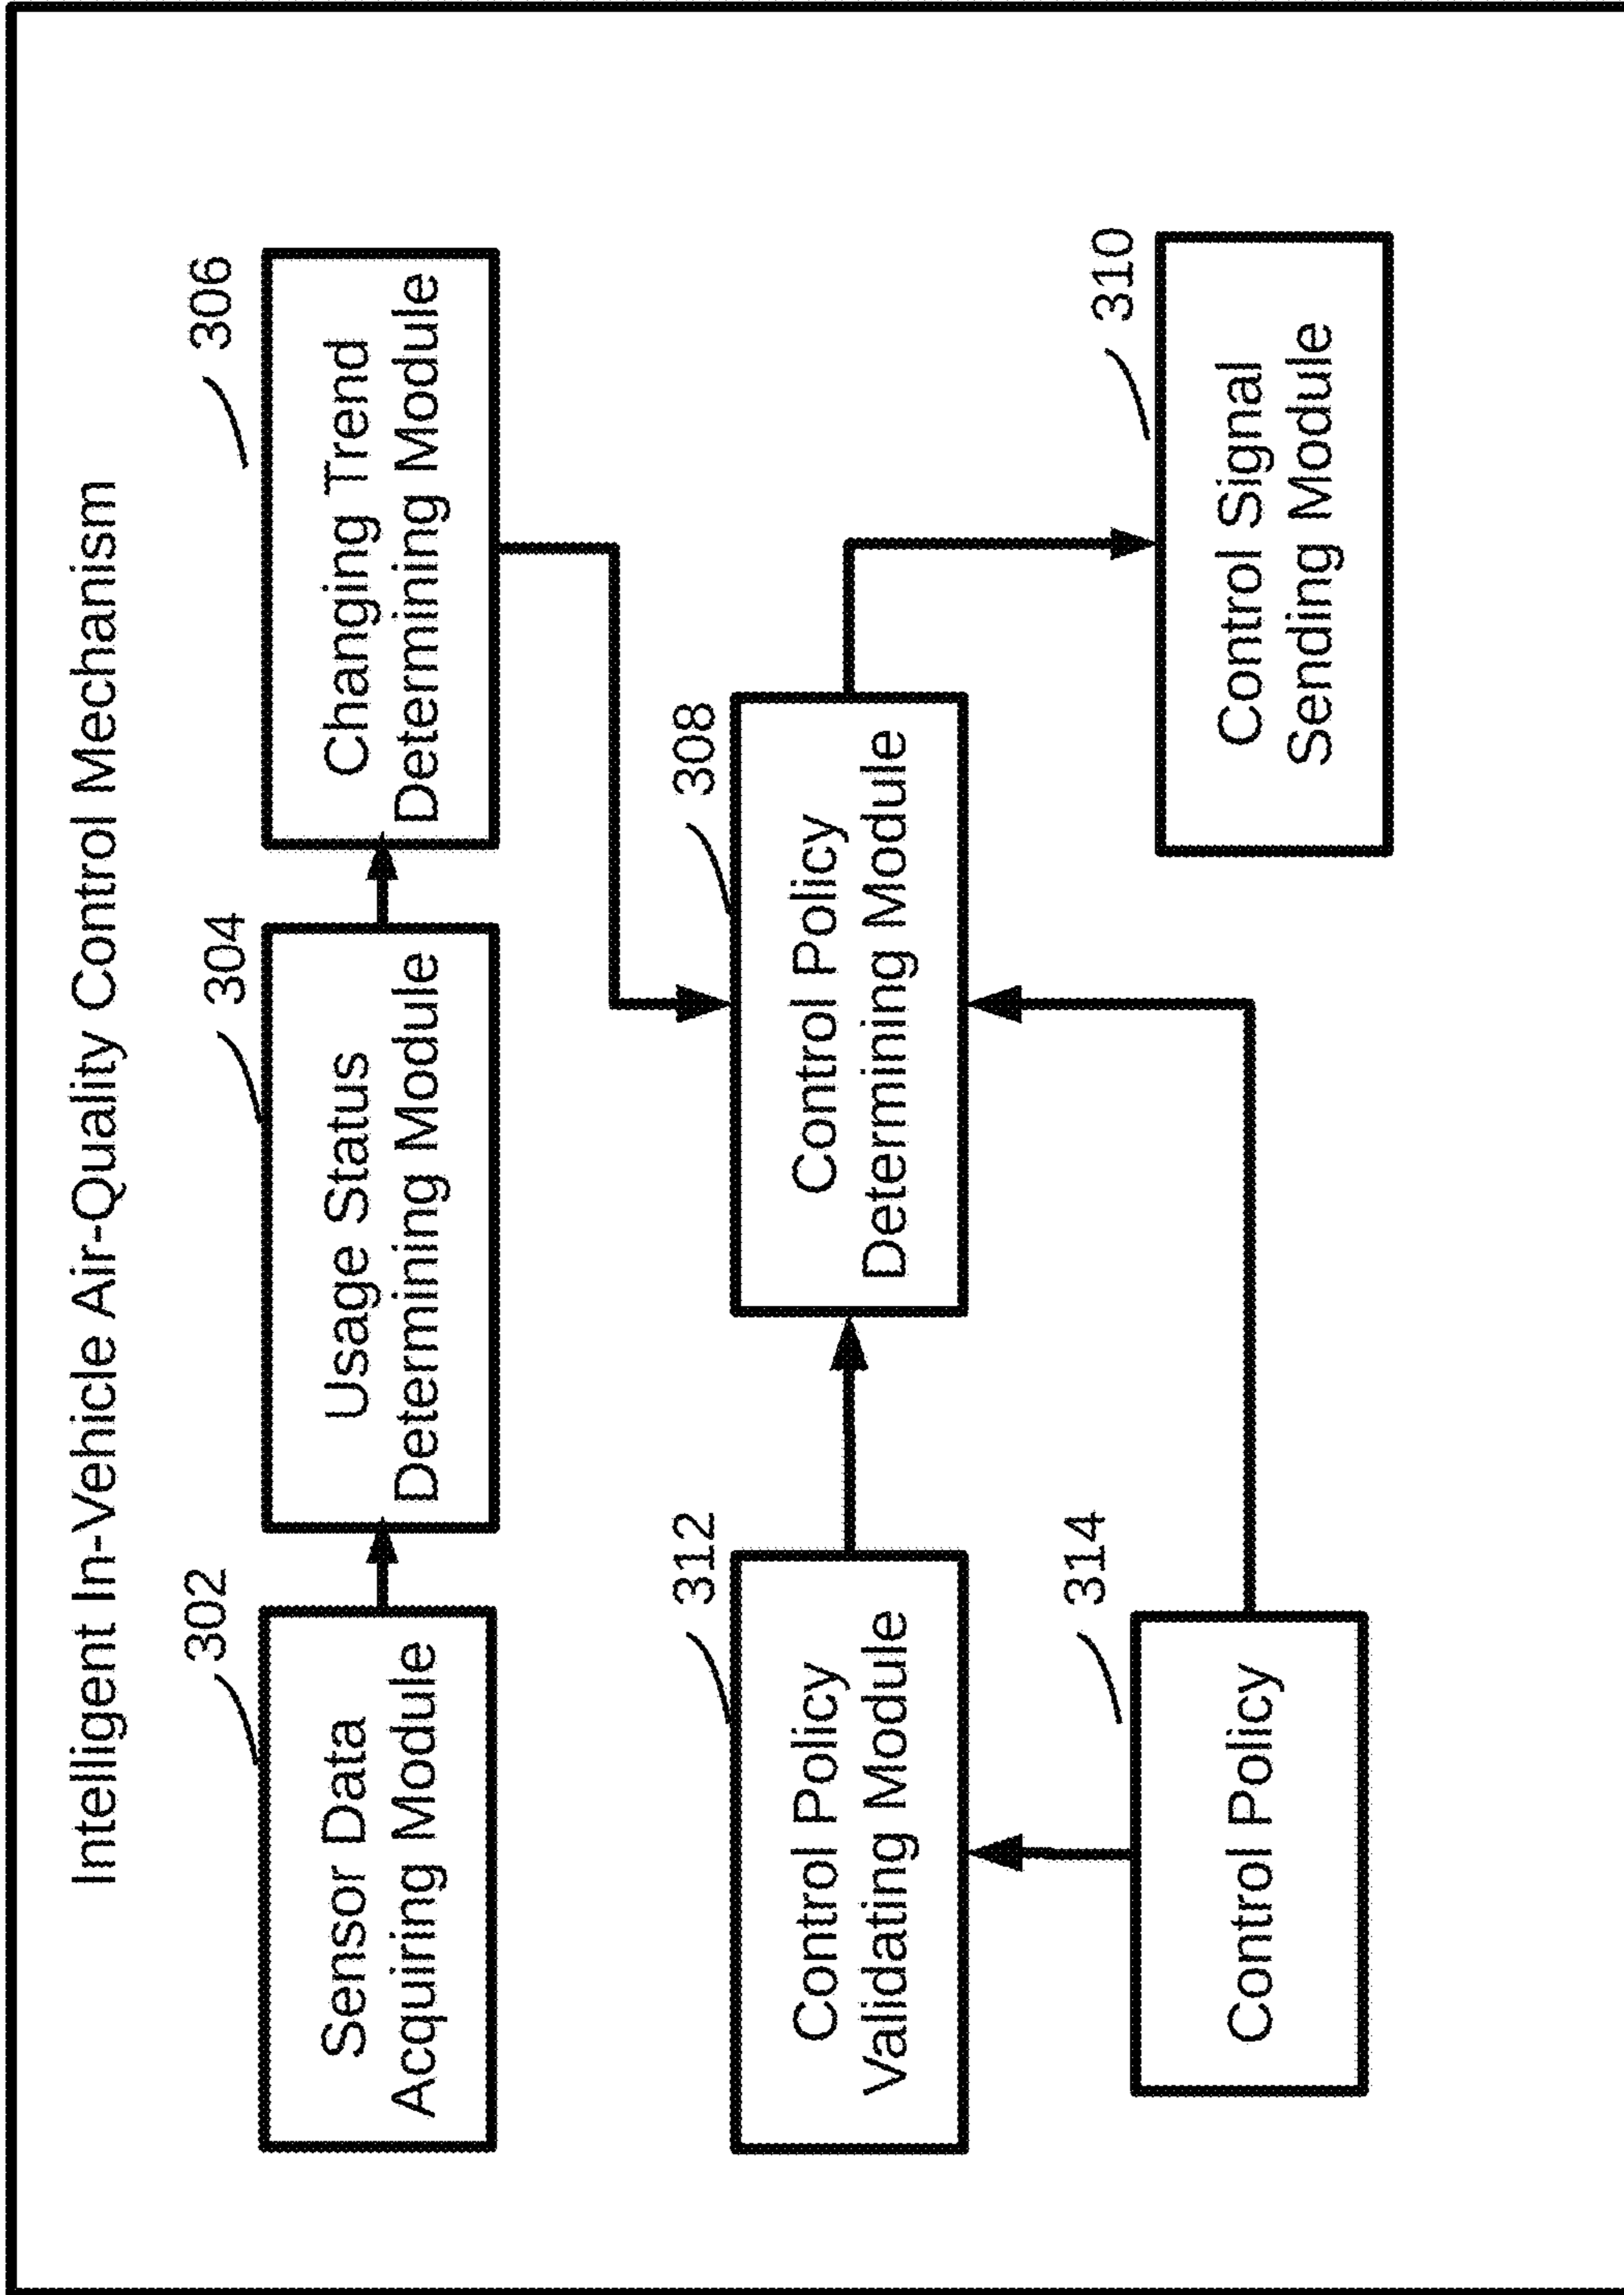 Intelligent In-Vehicle Air-Quality Control Mechanism
302
Sensor Data
Acquiring Module
304
Usage Status
Determining Module
306
Changing Trend
Determining Module
312
Control Policy
Validating Module
308
Control Policy
Determining Module
314
Control Policy
310
Control Signal
Sending Module